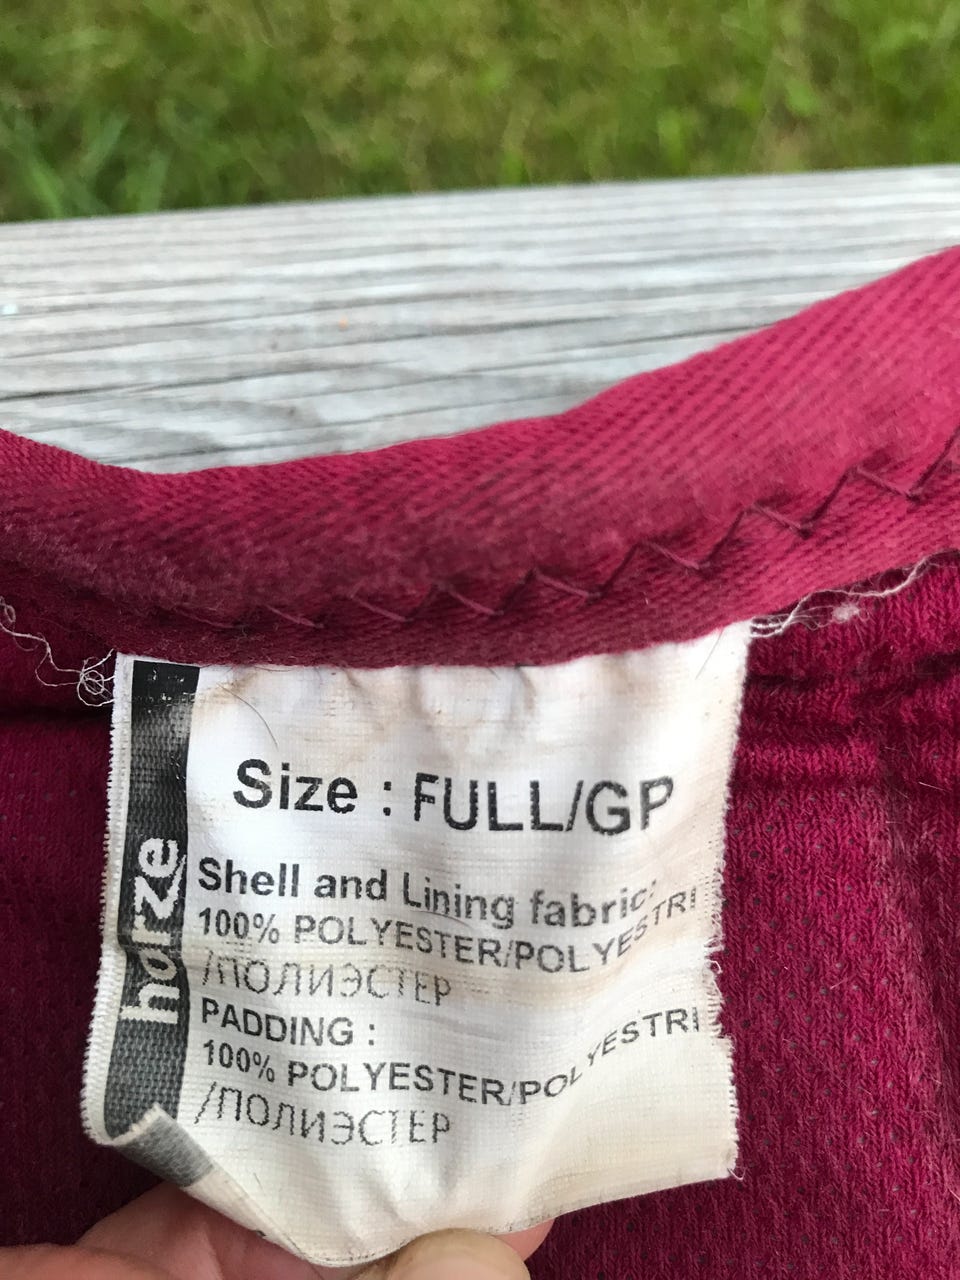 horze
Size : FULL/GP
Shell and Lining fabric:
100% POLYESTER/POLYESTRI
/ПОЛИЭСТЕР
PADDING :
100% POLYESTER/POLYESTRI
/ПОЛИЭСТЕР